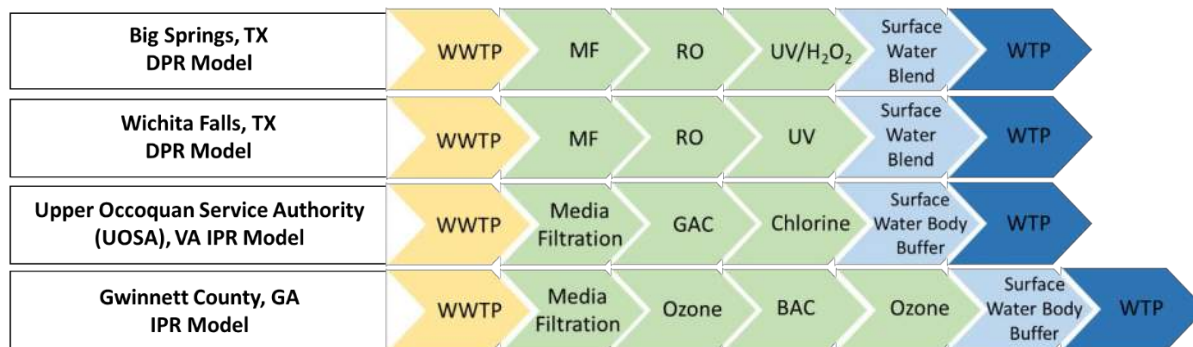 Big Springs, TX
DPR Model
WWTP
MF
RO
UV/H₂O₂
Surface
Water
Blend
WTP
Wichita Falls, TX
DPR Model
WWTP
MF
RO
UV
Surface
Water
Blend
WTP
Upper Occoquan Service Authority
(UOSA), VA IPR Model
WWTP
Media
Filtration
GAC
Chlorine
Surface
Water Body
Buffer
WTP
Gwinnett County, GA
IPR Model
WWTP
Media
Filtration
Ozone
BAC
Ozone
Surface
Water Body
Buffer
WTP